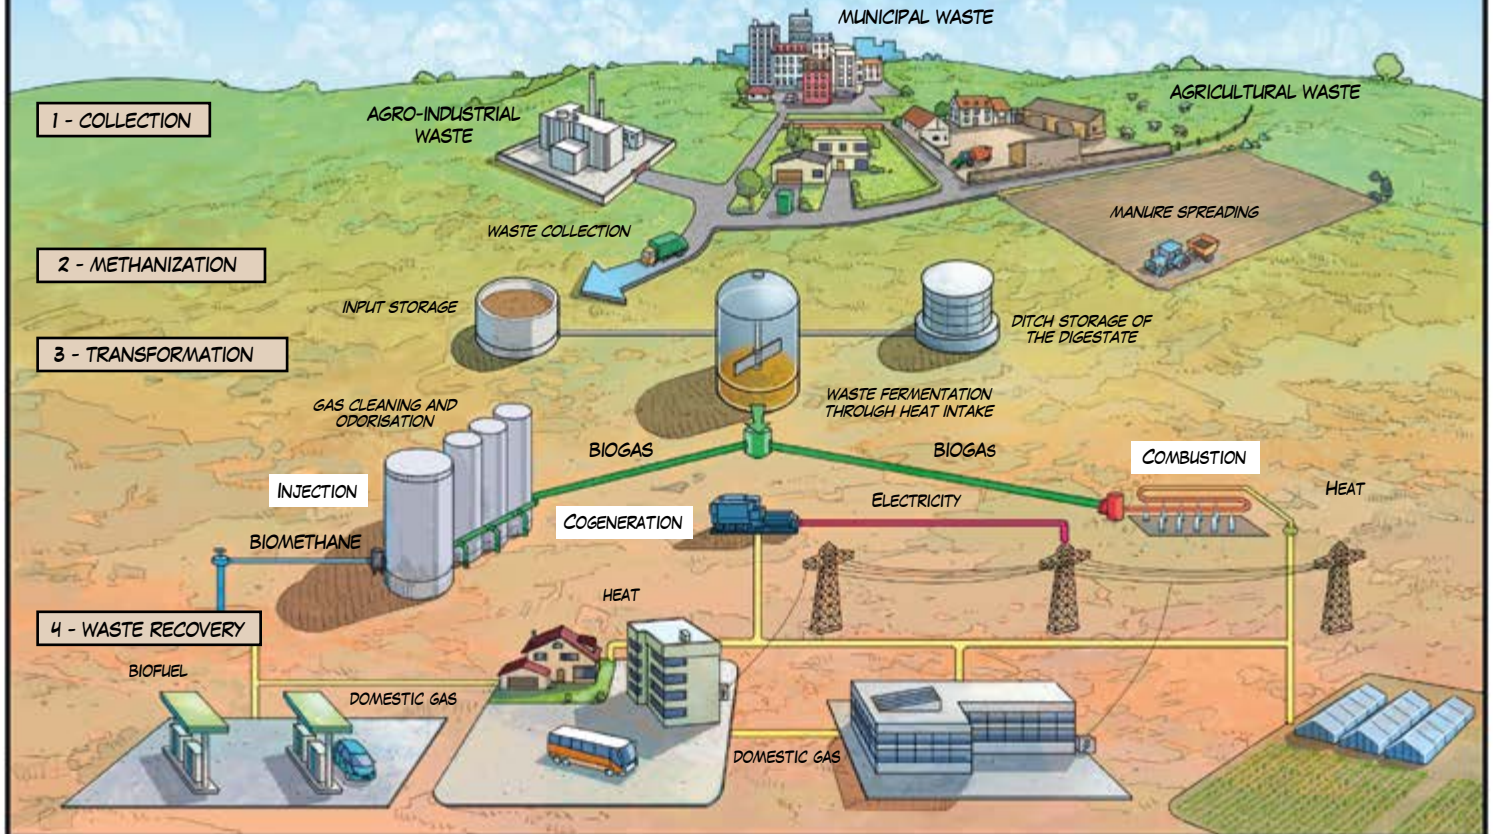 MUNICIPAL WASTE
AGRICULTURAL WASTE
1 - COLLECTION
AGRO-INDUSTRIAL
WASTE
MANURE SPREADING
WASTE COLLECTION
2 - METHANIZATION
INPUT STORAGE
DITCH STORAGE OF
THE DIGESTATE
3 - TRANSFORMATION
WASTE FERMENTATION
THROUGH HEAT INTAKE
GAS CLEANING AND
ODORISATION
BIOGAS
BIOGAS
COMBUSTION
INJECTION
HEAT
ELECTRICITY
COGENERATION
BIOMETHANE
HEAT
4 - WASTE RECOVERY
BIOFUEL
DOMESTIC GAS
DOMESTIC GAS